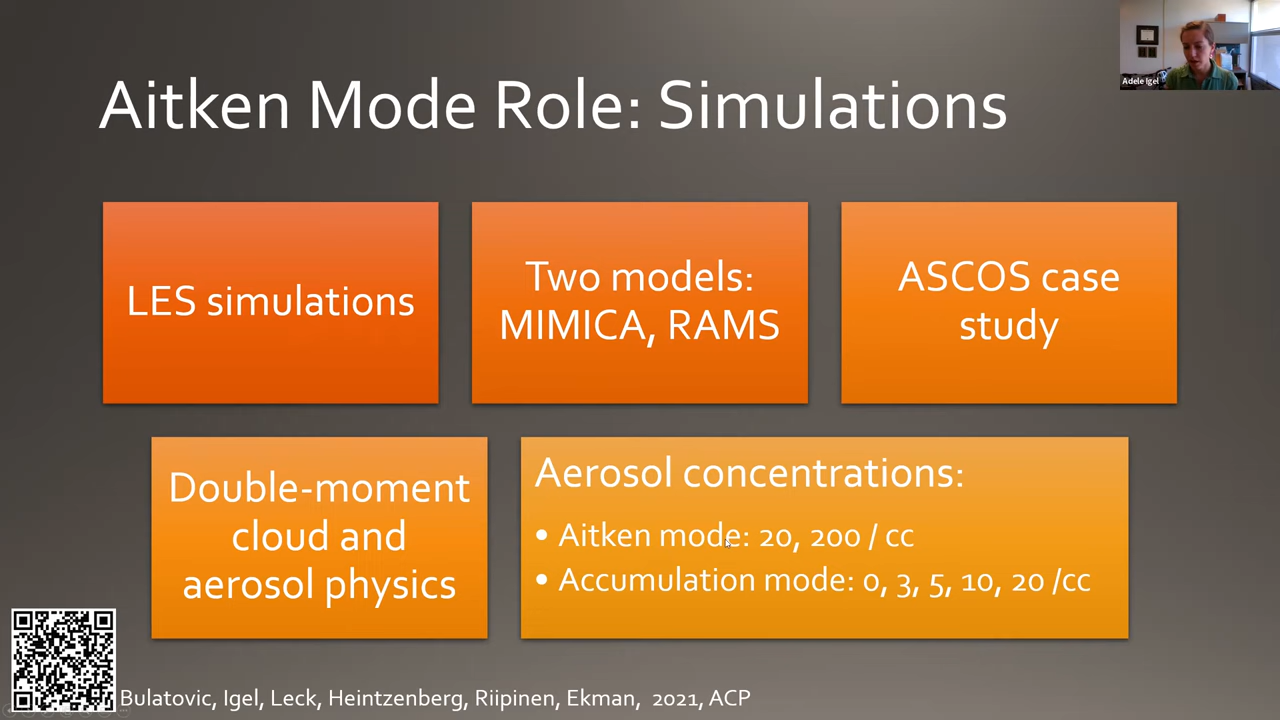 Adele Igel
Aitken Mode Role: Simulations
LES simulations
Two models:
MIMICA, RAMS
ASCOS case
study
Double-moment
cloud and
aerosol physics
Aerosol concentrations:
• Aitken mode: 20, 200 / cc
• Accumulation mode: 0, 3, 5, 10, 20 /cc
Bulatovic, Igel, Leck, Heintzenberg, Riipinen, Ekman,  2021, ACP